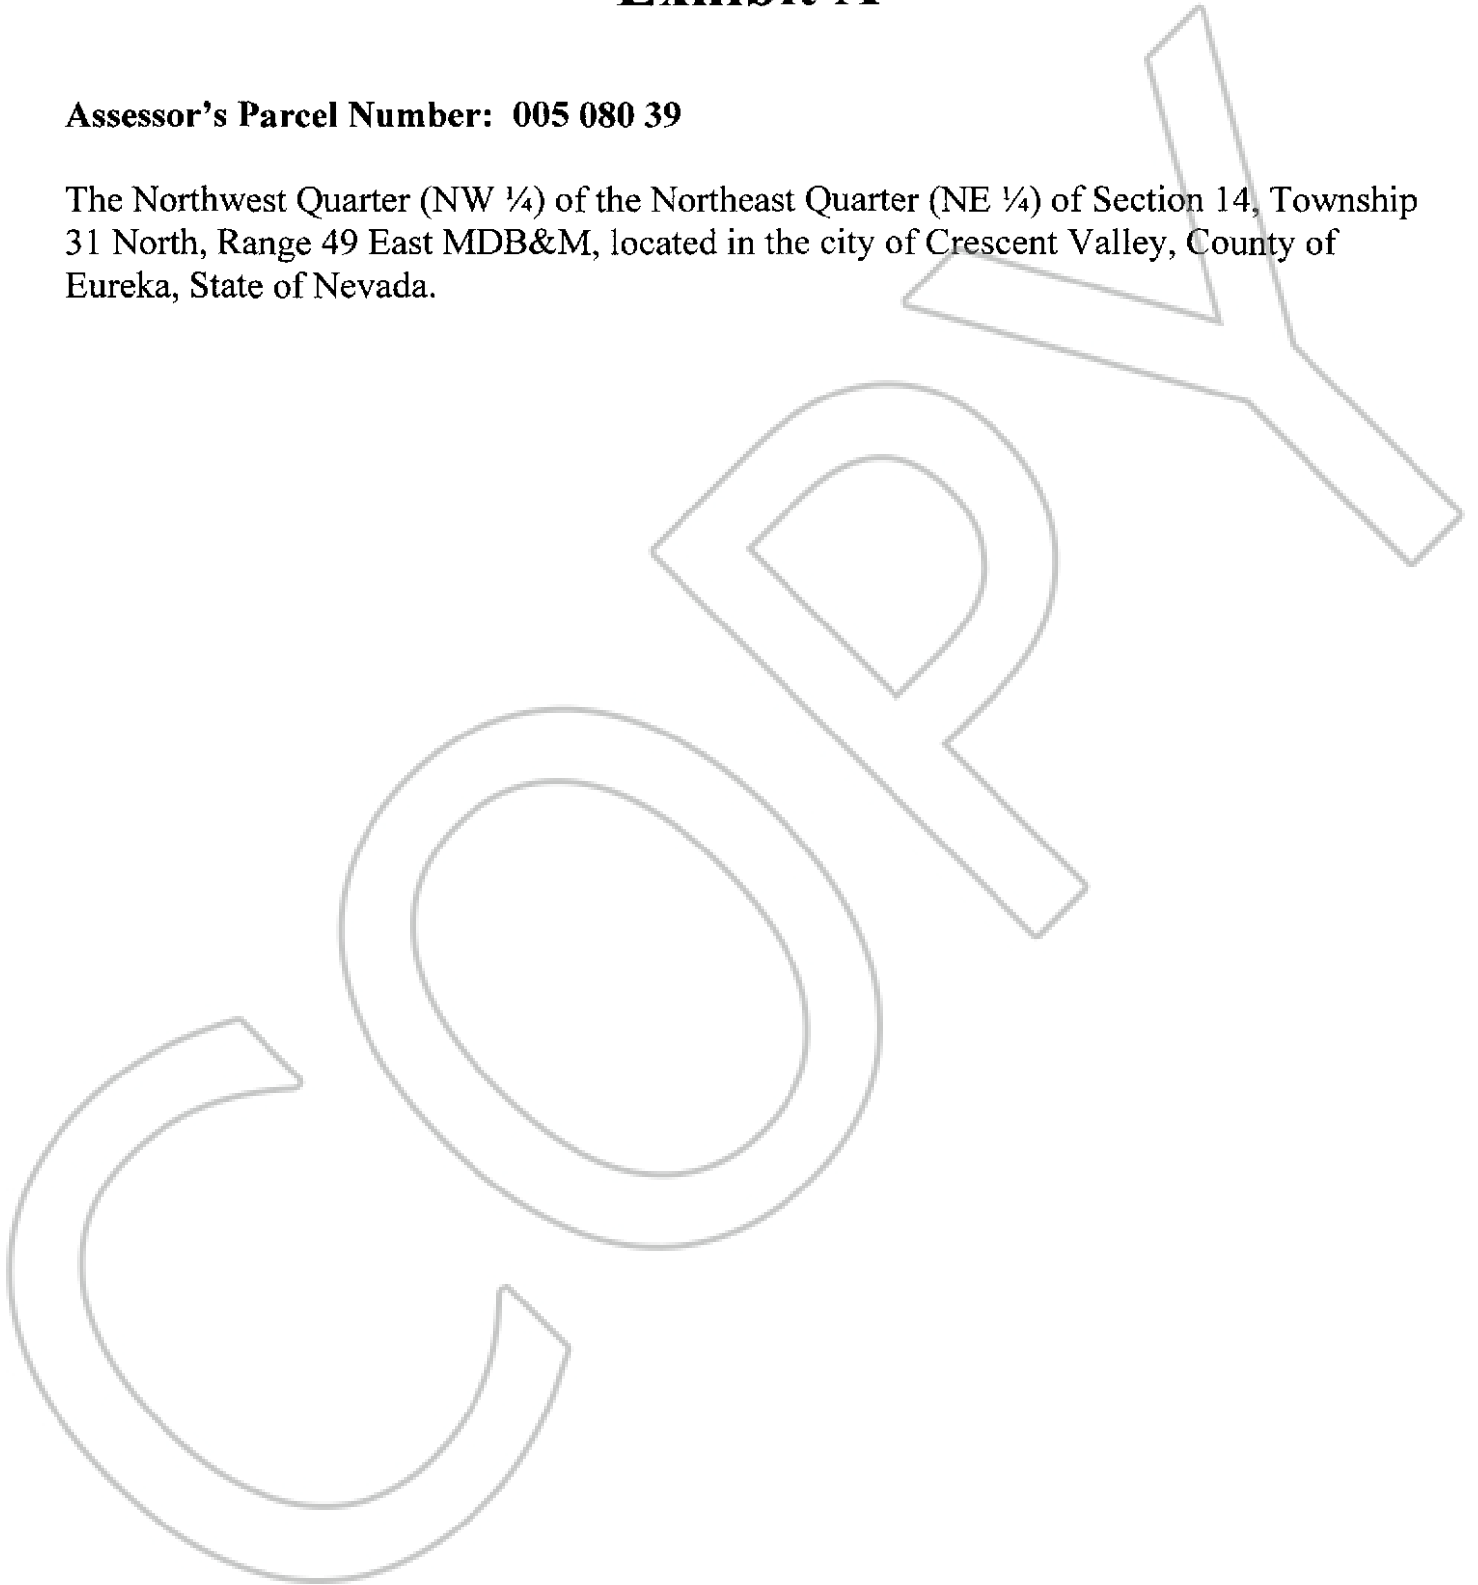 Exhibit A
Assessor's Parcel Number: 005 080 39
The Northwest Quarter (NW ¼) of the Northeast Quarter (NE ¼) of Section 14, Township
31 North, Range 49 East MDB&M, located in the city of Crescent Valley, County of
Eureka, State of Nevada.
COPY